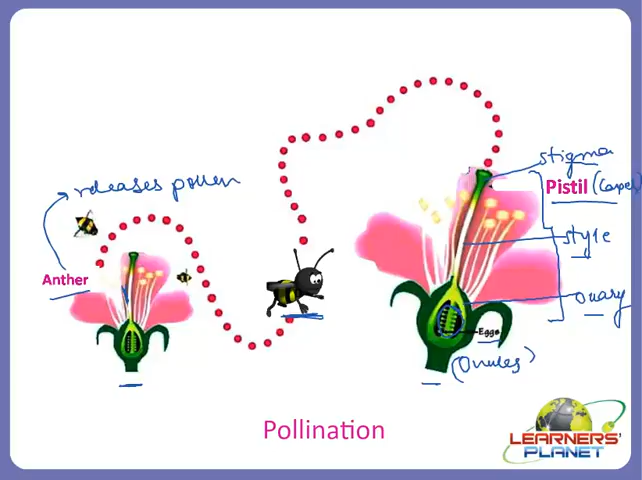 releases pollen
Anther
stigma
Pistil (Carpel)
style
ovary
Eggs
(Ovules)
Pollination
LEARNERS'
PLANET